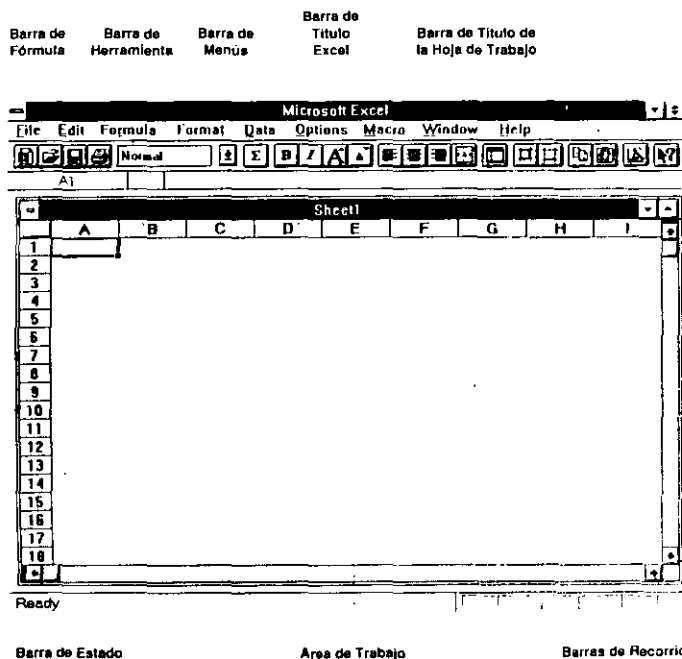 Barra de Fórmula
Barra de Herramienta
Barra de Menús
Barra de Título Excel
Barra de Título de la Hoja de Trabajo
Microsoft Excel
File Edit Formula Format Data Options Macro Window Help
Normal Σ B I A A
A1
Sheet1
A B C D E F G H I
1
2
3
4
5
6
7
8
9
10
11
12
13
14
15
16
17
18
Ready
Barra de Estado Area de Trabajo Barras de Recorrid